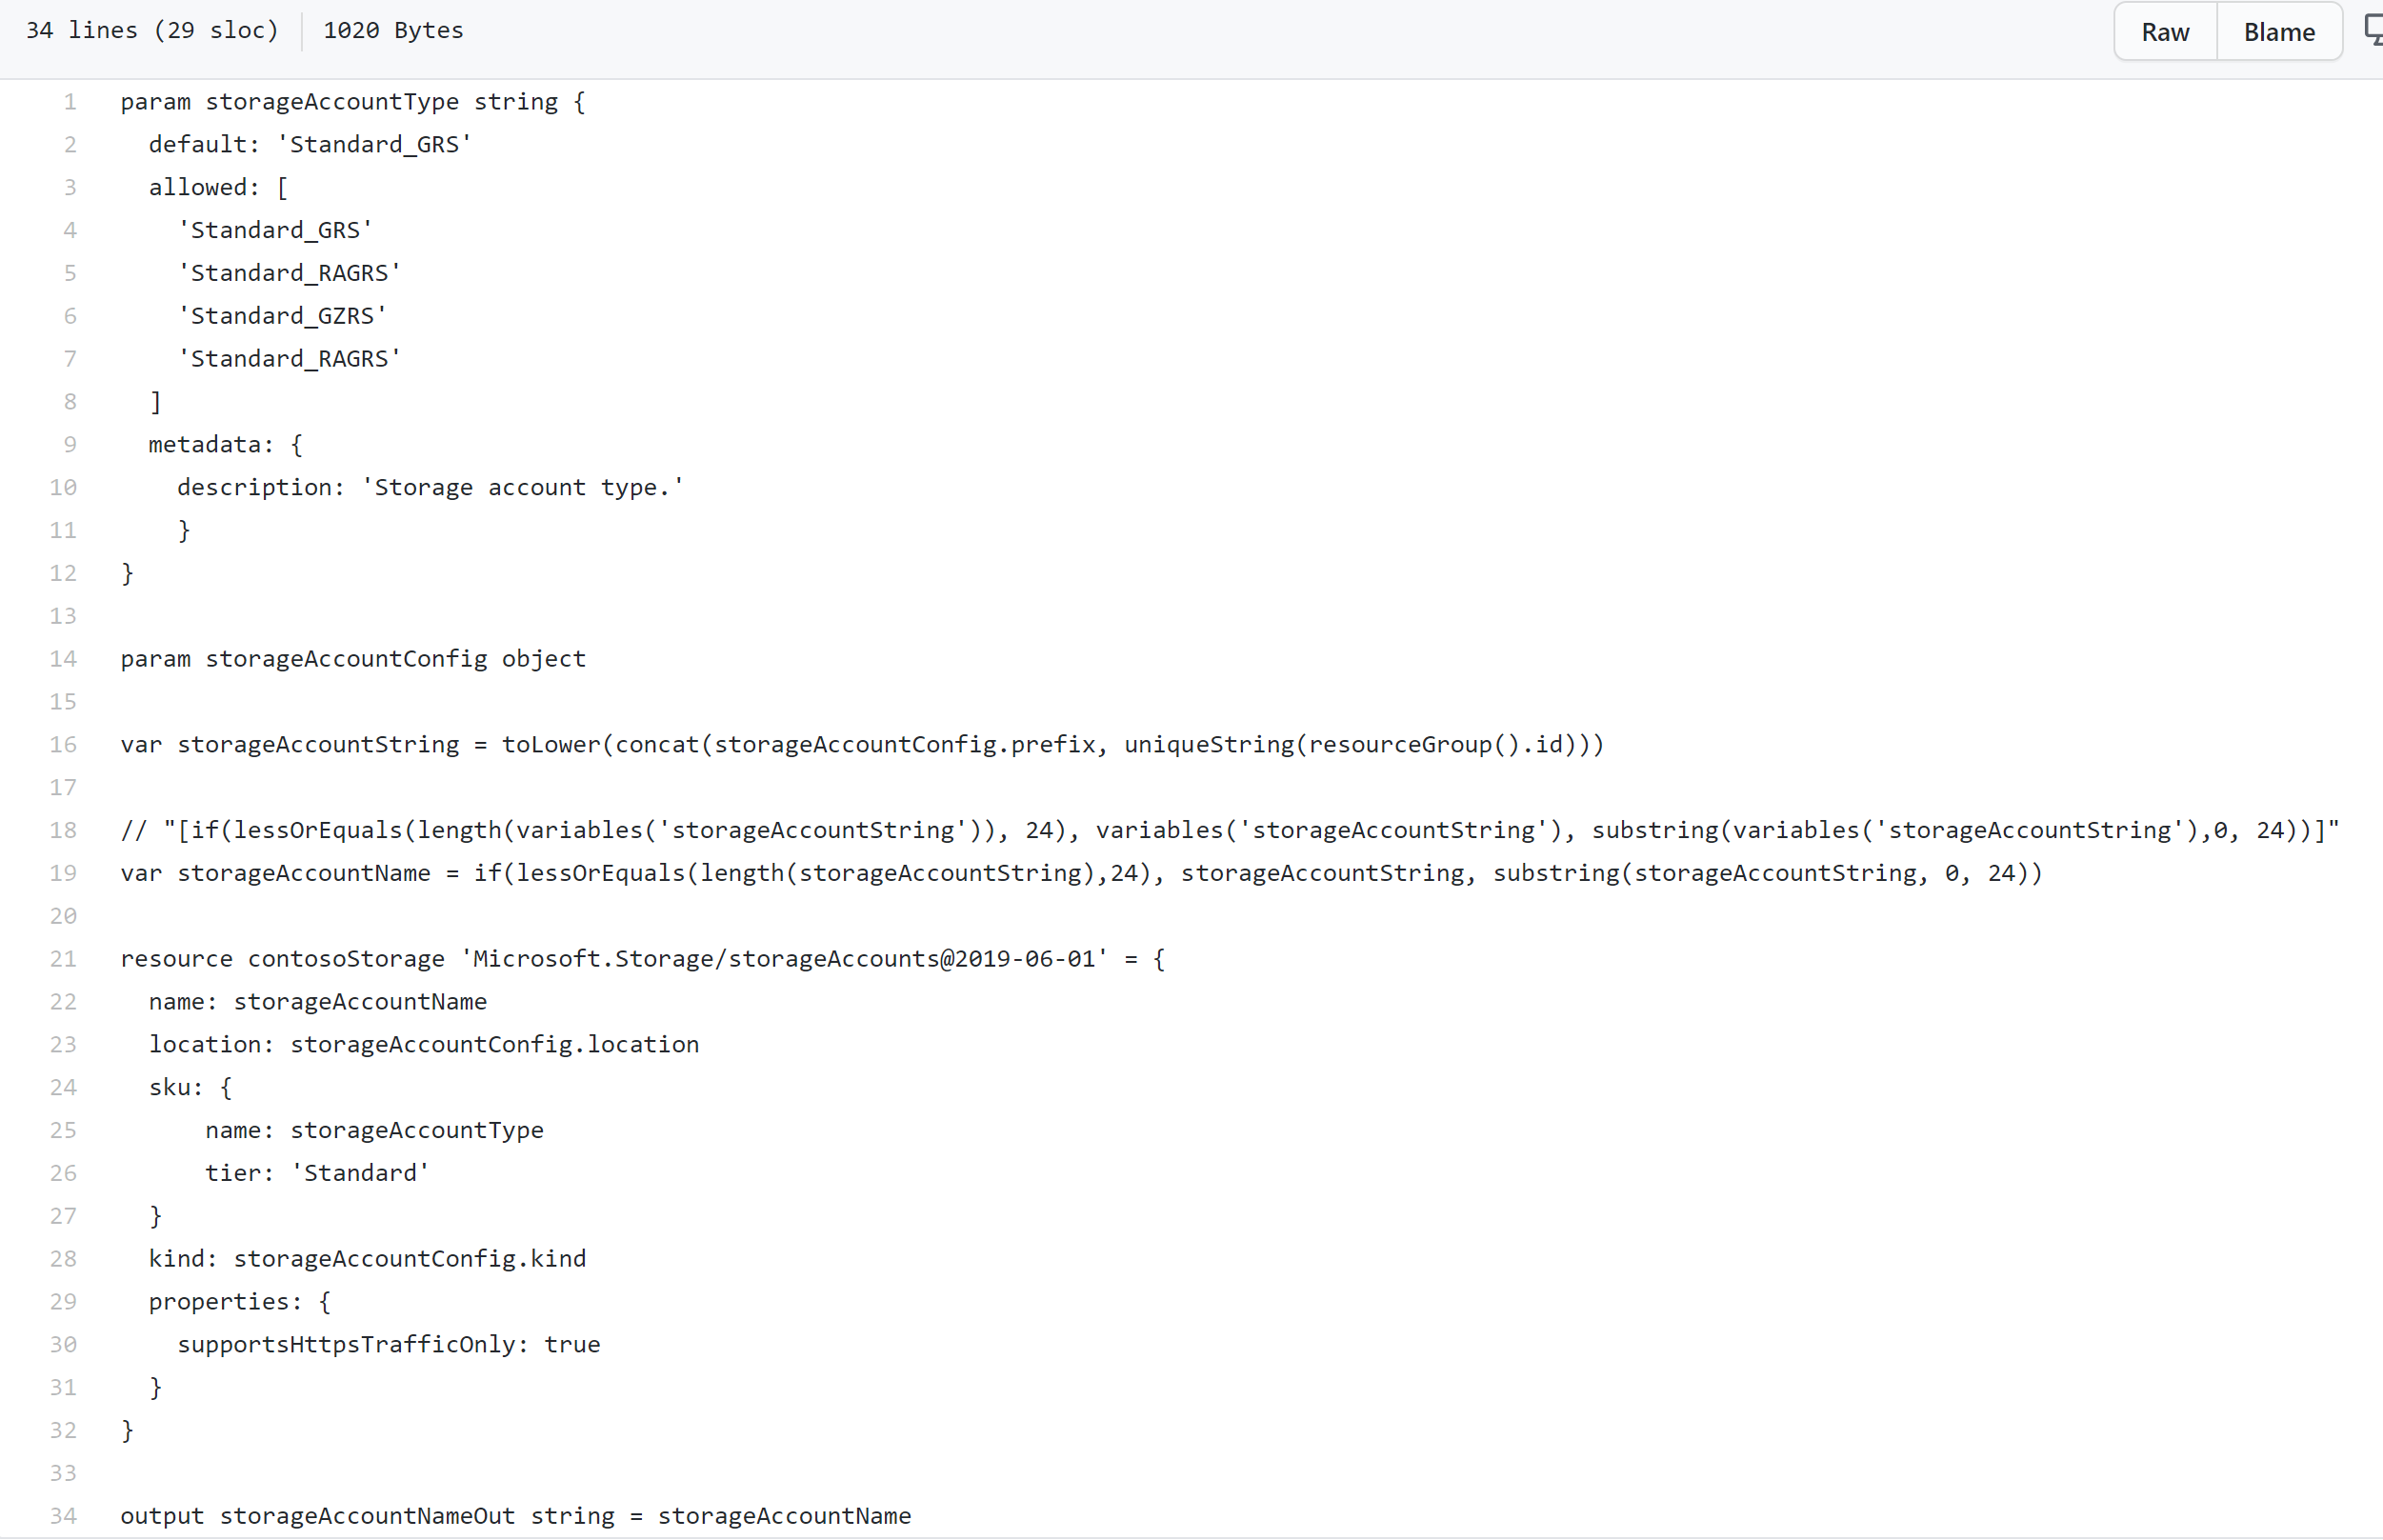 34 lines (29 sloc) 1020 Bytes Raw Blame
1 param storageAccountType string {
2   default: 'Standard_GRS'
3   allowed: [
4     'Standard_GRS'
5     'Standard_RAGRS'
6     'Standard_GZRS'
7     'Standard_RAGRS'
8   ]
9   metadata: {
10     description: 'Storage account type.'
11     }
12 }
13
14 param storageAccountConfig object
15
16 var storageAccountString = toLower(concat(storageAccountConfig.prefix, uniqueString(resourceGroup().id)))
17
18 // "[if(lessOrEquals(length(variables('storageAccountString')), 24), variables('storageAccountString'), substring(variables('storageAccountString'),0, 24))]"
19 var storageAccountName = if(lessOrEquals(length(storageAccountString),24), storageAccountString, substring(storageAccountString, 0, 24))
20
21 resource contosoStorage 'Microsoft.Storage/storageAccounts@2019-06-01' = {
22   name: storageAccountName
23   location: storageAccountConfig.location
24   sku: {
25       name: storageAccountType
26       tier: 'Standard'
27   }
28   kind: storageAccountConfig.kind
29   properties: {
30     supportsHttpsTrafficOnly: true
31   }
32 }
33
34 output storageAccountNameOut string = storageAccountName